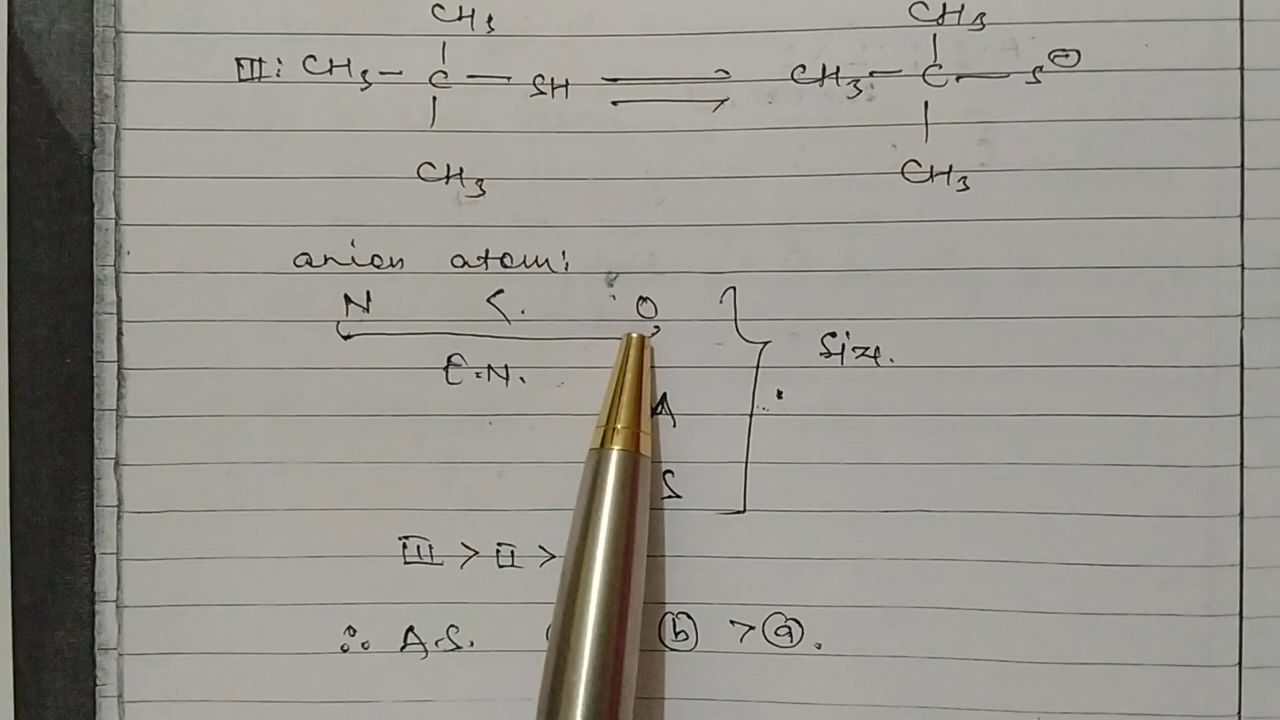 CH3 CH3
III: CH3 - C - SH ⇌ CH3 - C - S⊖
CH3 CH3
anion atom:
N < O
E.N. Size.
S
III > II >
∴ A.S. (b) > (a).